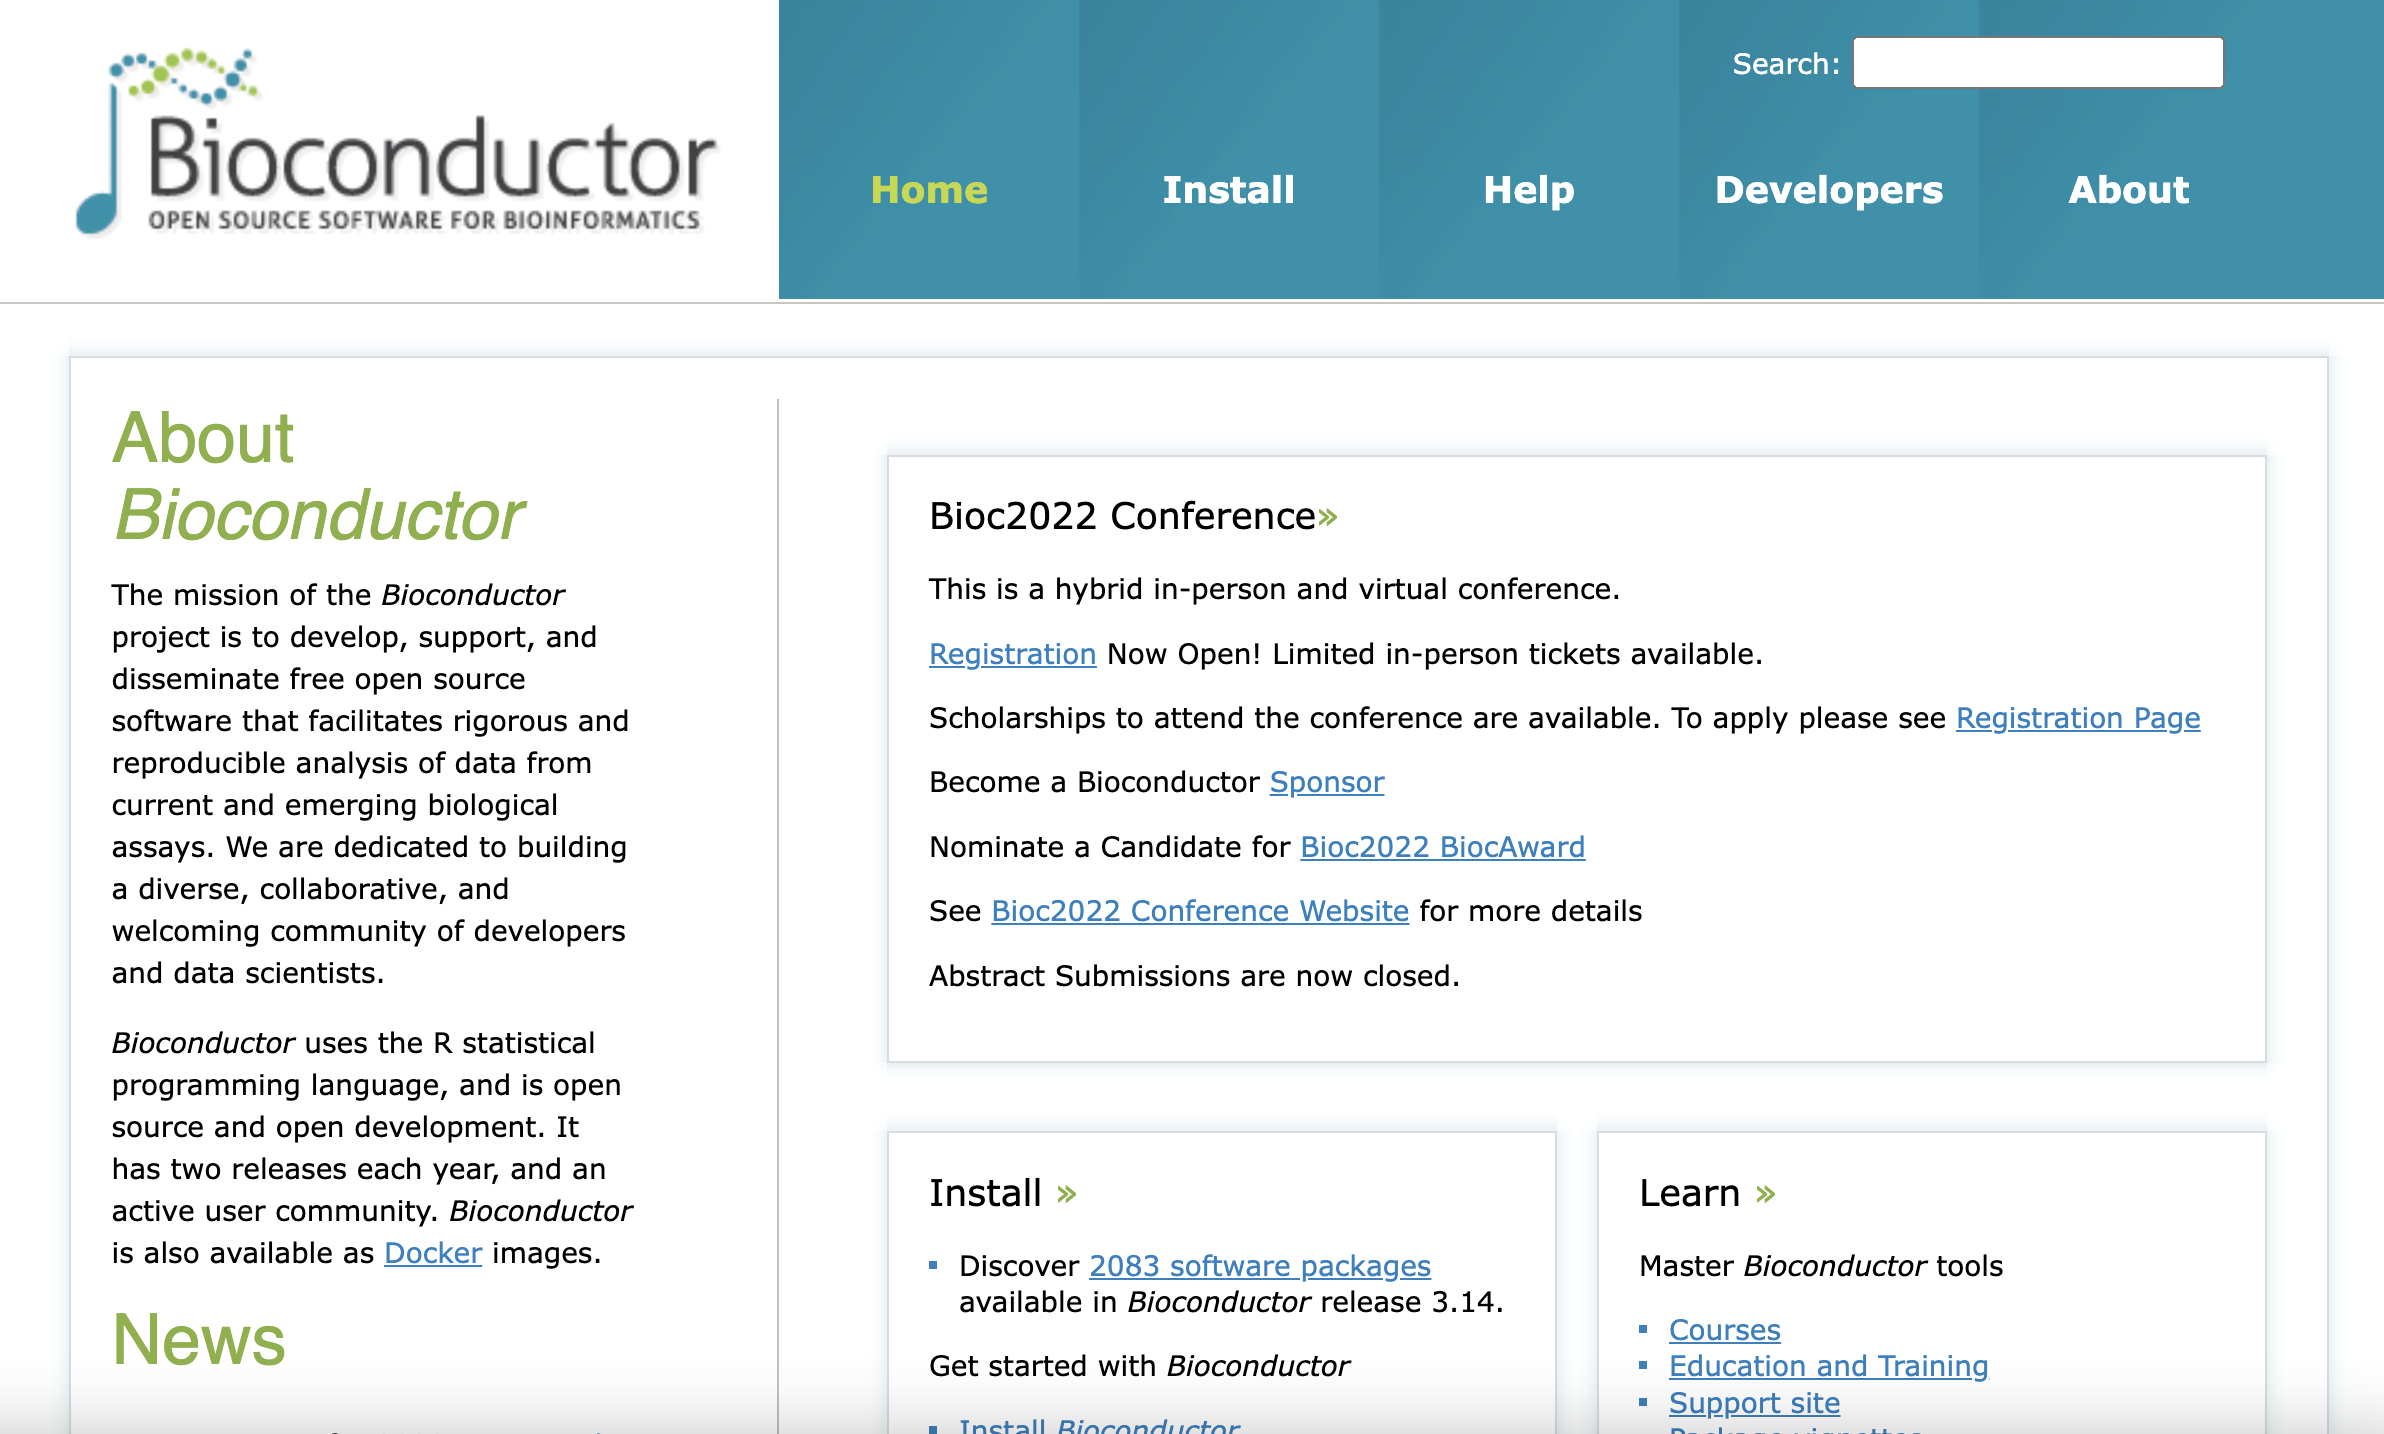 Bioconductor
OPEN SOURCE SOFTWARE FOR BIOINFORMATICS
Search:
Home
Install
Help
Developers
About
About
Bioconductor
The mission of the Bioconductor
project is to develop, support, and
disseminate free open source
software that facilitates rigorous and
reproducible analysis of data from
current and emerging biological
assays. We are dedicated to building
a diverse, collaborative, and
welcoming community of developers
and data scientists.
Bioconductor uses the R statistical
programming language, and is open
source and open development. It
has two releases each year, and an
active user community. Bioconductor
is also available as Docker images.
News
Bioc2022 Conference»
This is a hybrid in-person and virtual conference.
Registration Now Open! Limited in-person tickets available.
Scholarships to attend the conference are available. To apply please see Registration Page
Become a Bioconductor Sponsor
Nominate a Candidate for Bioc2022 BiocAward
See Bioc2022 Conference Website for more details
Abstract Submissions are now closed.
Install »
Discover 2083 software packages
available in Bioconductor release 3.14.
Get started with Bioconductor
Install Bioconductor
Learn »
Master Bioconductor tools
Courses
Education and Training
Support site
Package vignettes